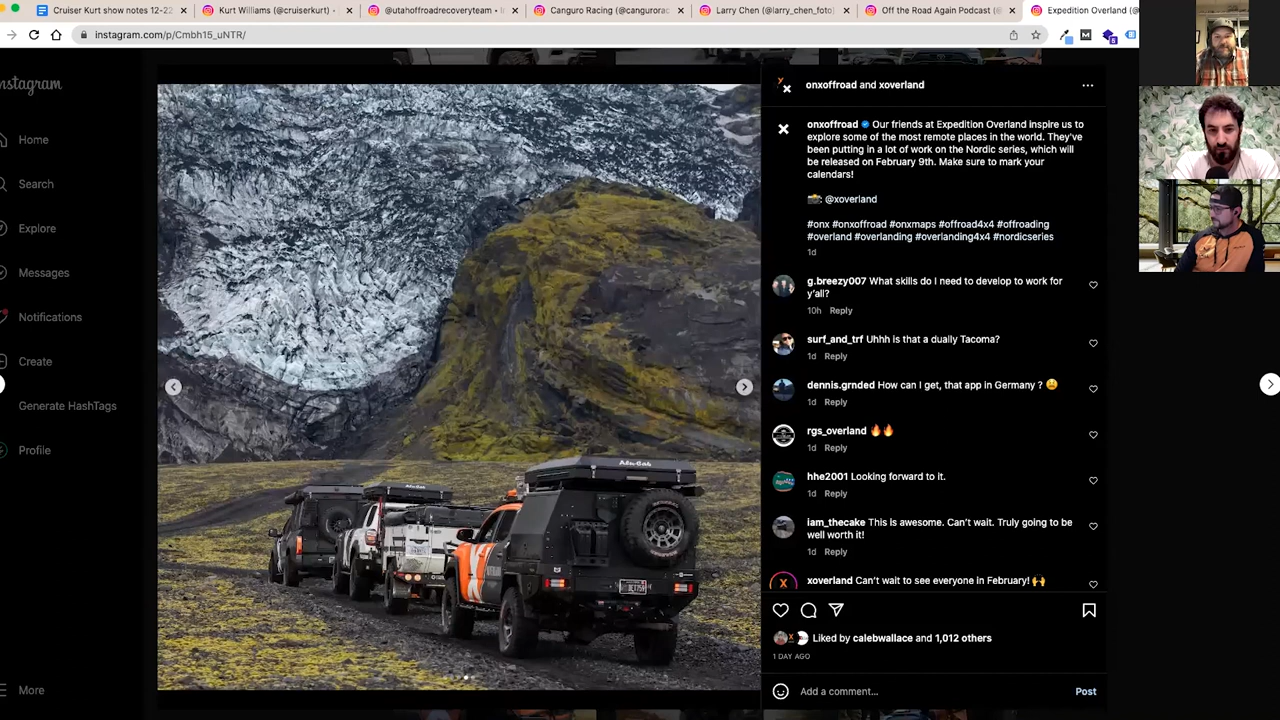 Cruiser Kurt show notes 12-22
Kurt Williams (@cruiserkurt)
@utahoffroadrecoveryteam •
Canguro Racing (@cangurorac
Larry Chen (@larry_chen_foto)
Off the Road Again Podcast (@
Expedition Overland (@
instagram.com/p/Cmbh15_uNTR/
nstagram
Home
Search
Explore
Messages
Notifications
Create
Generate HashTags
Profile
More
Alu-Cab
onxoffroad and xoverland
onxoffroad Our friends at Expedition Overland inspire us to
explore some of the most remote places in the world. They've
been putting in a lot of work on the Nordic series, which will
be released on February 9th. Make sure to mark your
calendars!
📸: @xoverland
#onx #onxoffroad #onxmaps #offroad4x4 #offroading
#overland #overlanding #overlanding4x4 #nordicseries
1d
g.breezy007 What skills do I need to develop to work for
y'all?
10h Reply
surf_and_trf Uhhh is that a dually Tacoma?
1d Reply
dennis.grnded How can I get, that app in Germany ? 😫
1d Reply
rgs_overland 🔥🔥
1d Reply
hhe2001 Looking forward to it.
1d Reply
iam_thecake This is awesome. Can't wait. Truly going to be
well worth it!
1d Reply
xoverland Can't wait to see everyone in February! 🙌
Liked by calebwallace and 1,012 others
1 DAY AGO
Add a comment...
Post